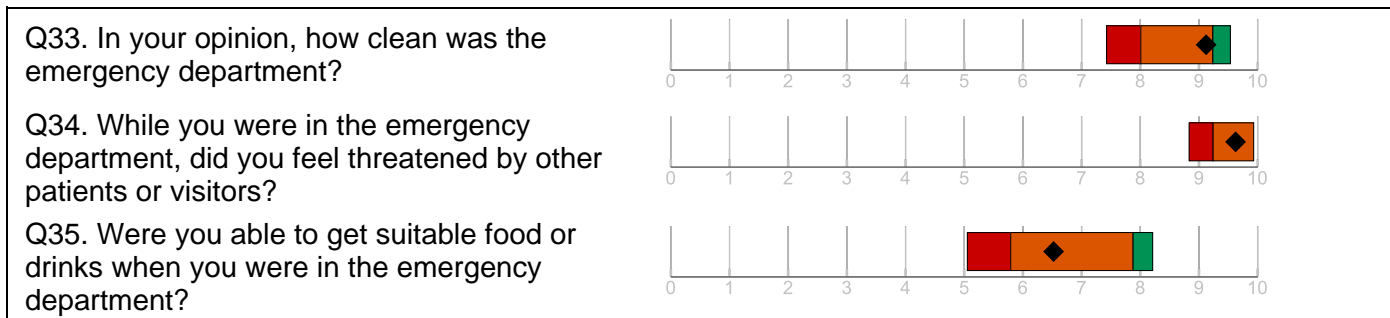 Q33. In your opinion, how clean was the
emergency department?
0 1 2 3 4 5 6 7 8 9 10
Q34. While you were in the emergency
department, did you feel threatened by other
patients or visitors?
0 1 2 3 4 5 6 7 8 9 10
Q35. Were you able to get suitable food or
drinks when you were in the emergency
department?
0 1 2 3 4 5 6 7 8 9 10